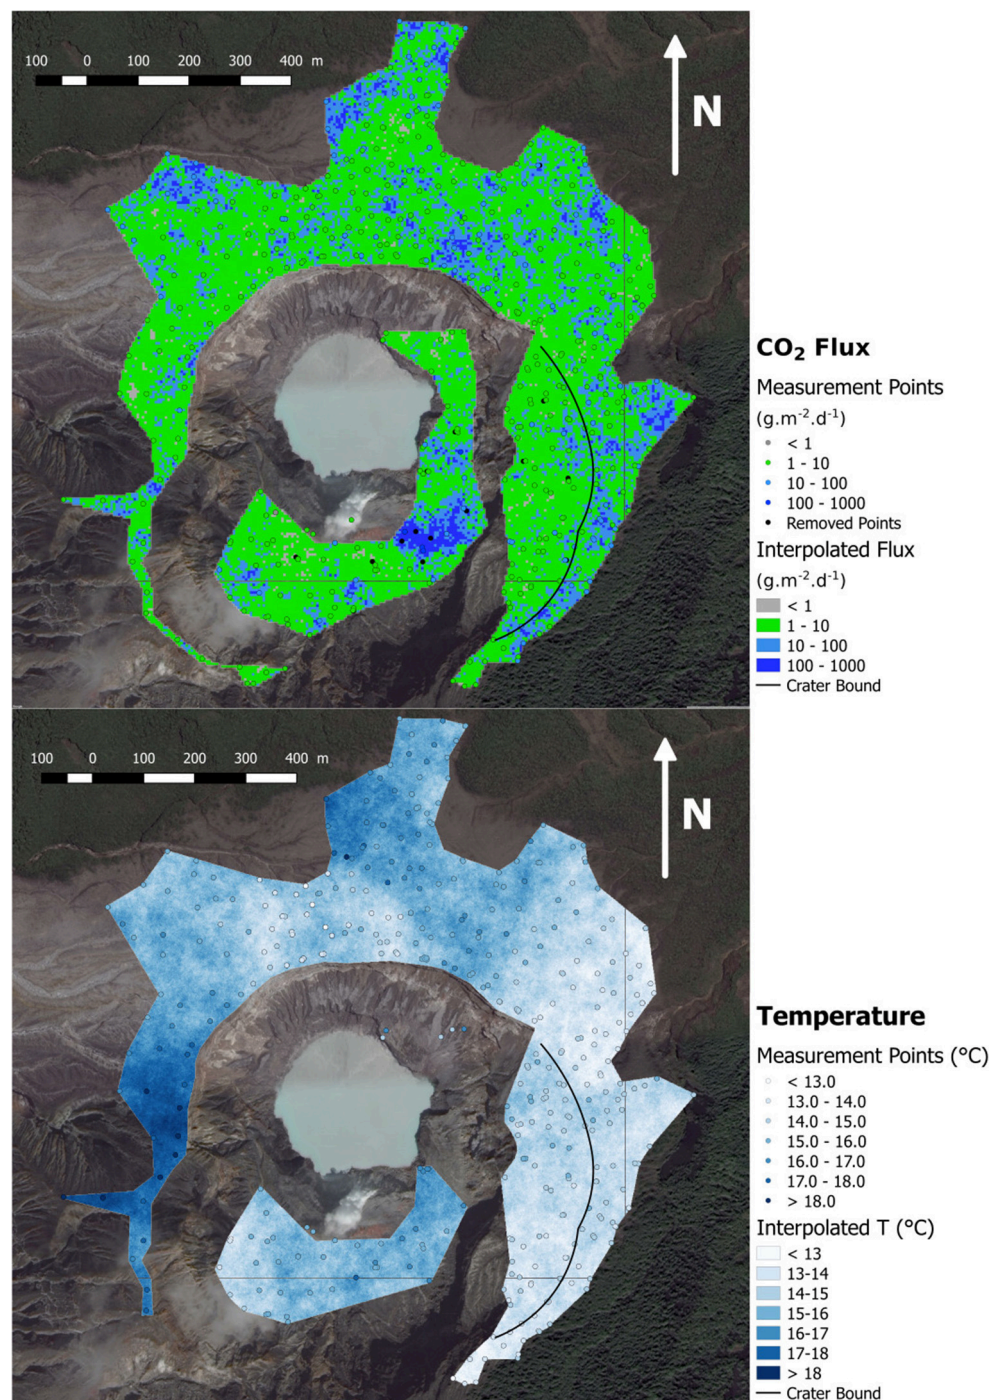 100 0 100 200 300 400 m
N
CO2 Flux
Measurement Points
(g.m-2.d-1)
< 1
1 - 10
10 - 100
100 - 1000
Removed Points
Interpolated Flux
(g.m-2.d-1)
< 1
1 - 10
10 - 100
100 - 1000
Crater Bound
100 0 100 200 300 400 m
N
Temperature
Measurement Points (°C)
< 13.0
13.0 - 14.0
14.0 - 15.0
15.0 - 16.0
16.0 - 17.0
17.0 - 18.0
> 18.0
Interpolated T (°C)
< 13
13-14
14-15
15-16
16-17
17-18
> 18
Crater Bound